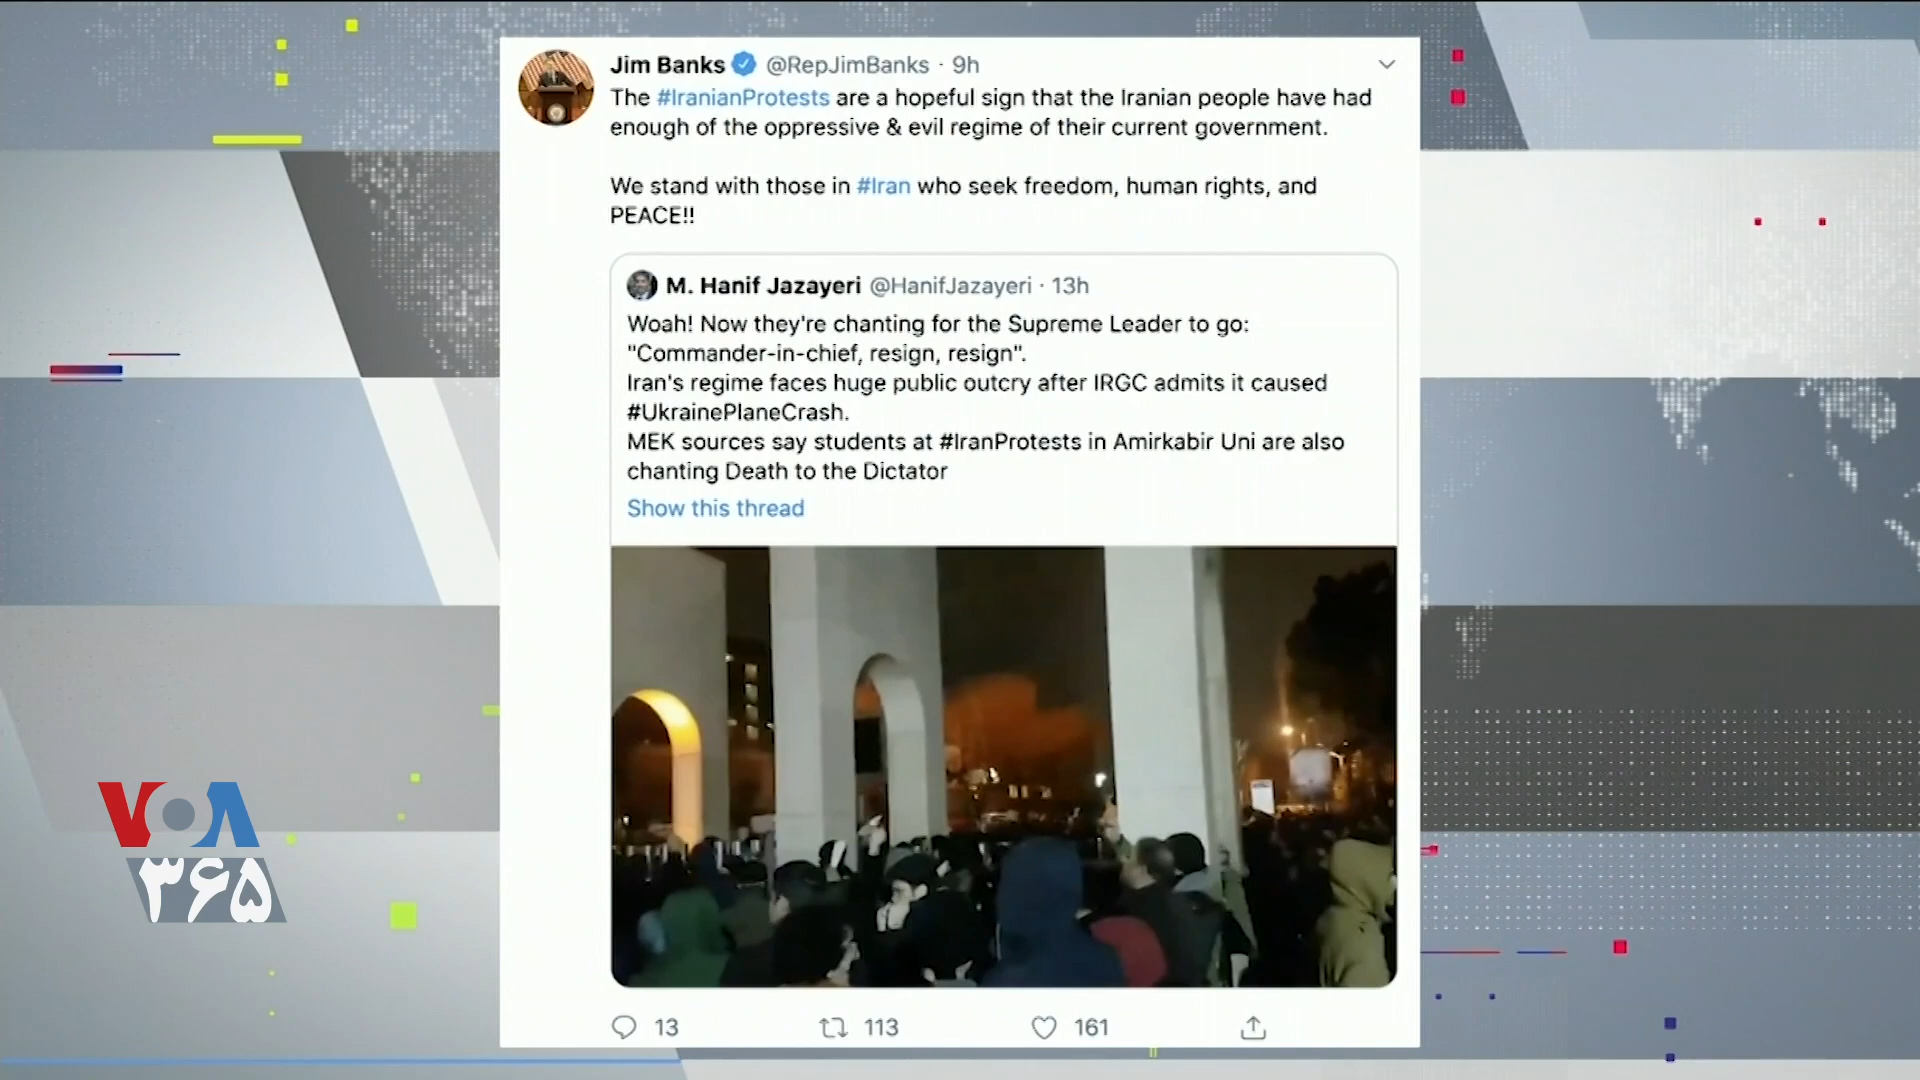 Jim Banks @RepJimBanks · 9h
The #IranianProtests are a hopeful sign that the Iranian people have had
enough of the oppressive & evil regime of their current government.
We stand with those in #Iran who seek freedom, human rights, and
PEACE!!
M. Hanif Jazayeri @HanifJazayeri · 13h
Woah! Now they're chanting for the Supreme Leader to go:
"Commander-in-chief, resign, resign".
Iran's regime faces huge public outcry after IRGC admits it caused
#UkrainePlaneCrash.
MEK sources say students at #IranProtests in Amirkabir Uni are also
chanting Death to the Dictator
Show this thread
13 113 161
VOA
۳۶۵